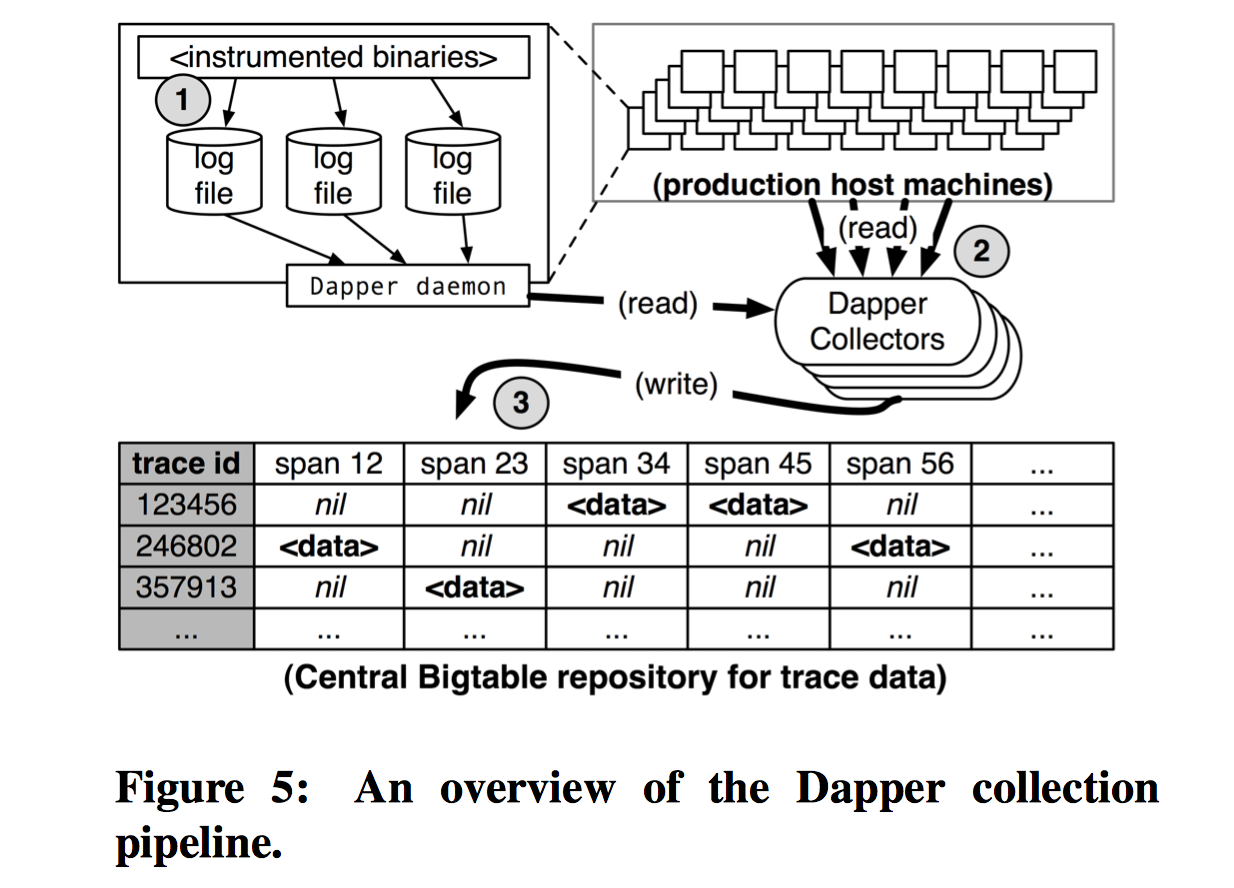 <instrumented binaries>
1
log file
log file
log file
Dapper daemon
(production host machines)
(read)
2
(read)
Dapper
Collectors
(write)
3
trace id span 12 span 23 span 34 span 45 span 56 ...
123456 nil nil <data> <data> nil ...
246802 <data> nil nil nil <data> ...
357913 nil <data> nil nil nil ...
... ... ... ... ... ... ...
(Central Bigtable repository for trace data)
Figure 5: An overview of the Dapper collection
pipeline.